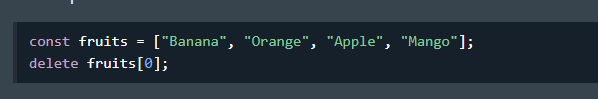 const fruits = ["Banana", "Orange", "Apple", "Mango"];
delete fruits[0];